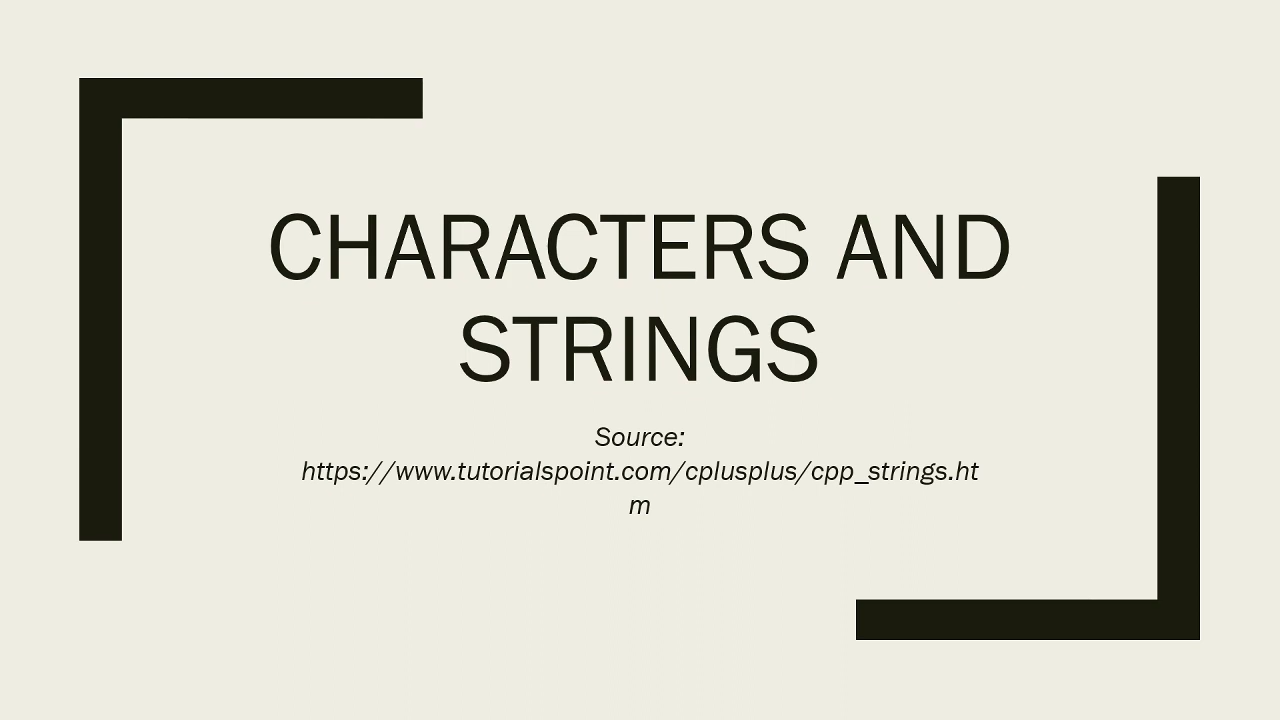 CHARACTERS AND
STRINGS
Source:
https://www.tutorialspoint.com/cplusplus/cpp_strings.ht
m